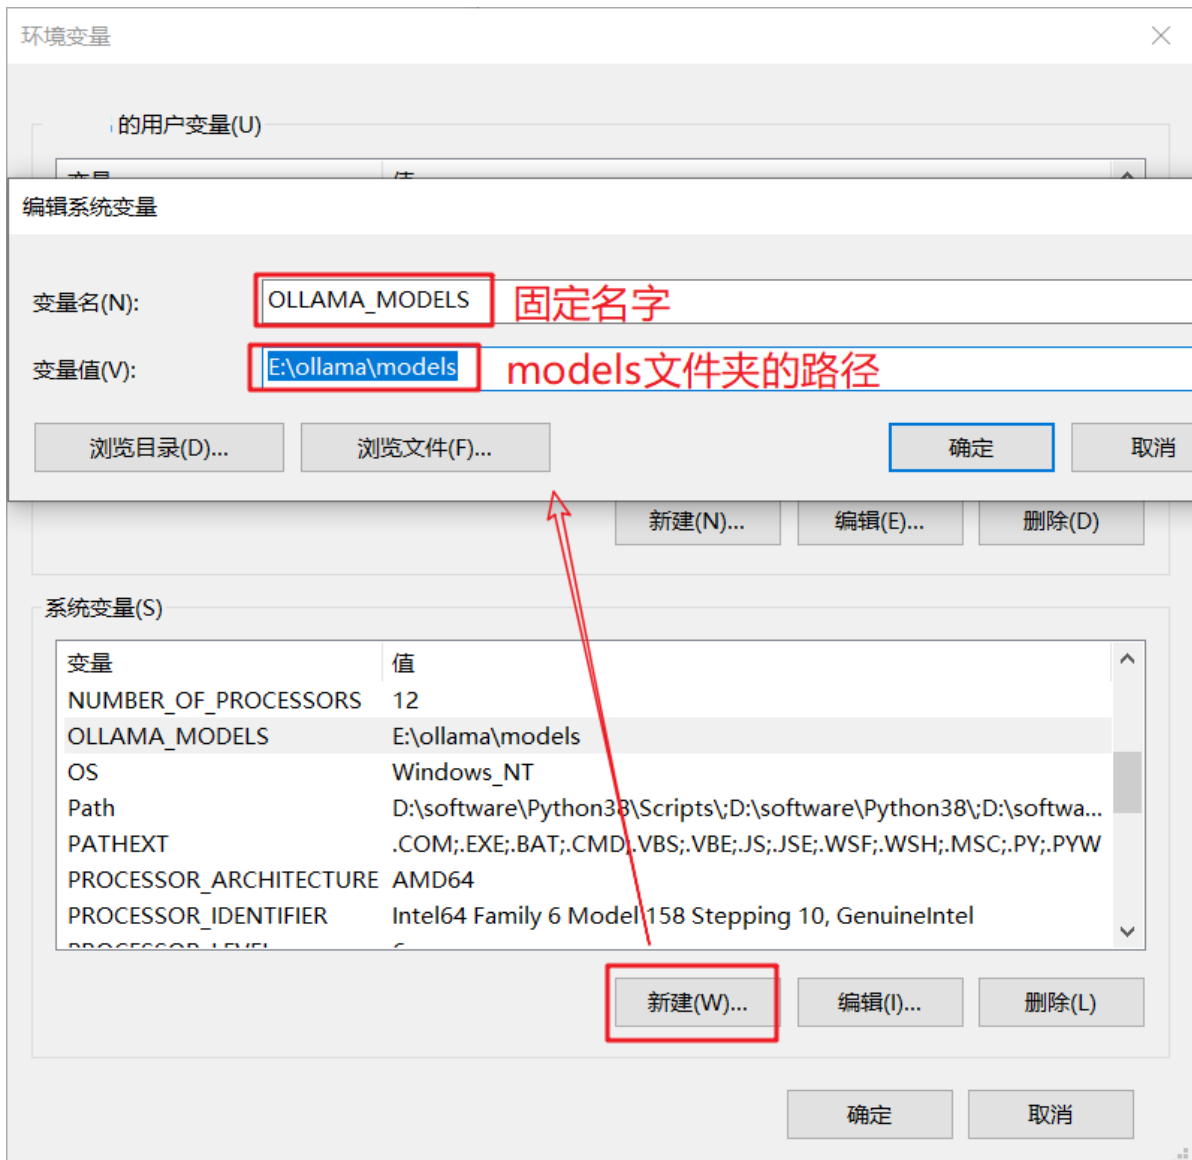 环境变量
的用户变量(U)
编辑系统变量
变量名(N): OLLAMA_MODELS 固定名字
变量值(V): E:\ollama\models models文件夹的路径
浏览目录(D)... 浏览文件(F)... 确定 取消
新建(N)... 编辑(E)... 删除(D)
系统变量(S)
变量 值
NUMBER_OF_PROCESSORS 12
OLLAMA_MODELS E:\ollama\models
OS Windows_NT
Path D:\software\Python38\Scripts\;D:\software\Python38\;D:\softwa...
PATHEXT .COM;.EXE;.BAT;.CMD;.VBS;.VBE;.JS;.JSE;.WSF;.WSH;.MSC;.PY;.PYW
PROCESSOR_ARCHITECTURE AMD64
PROCESSOR_IDENTIFIER Intel64 Family 6 Model 158 Stepping 10, GenuineIntel
新建(W)... 编辑(I)... 删除(L)
确定 取消